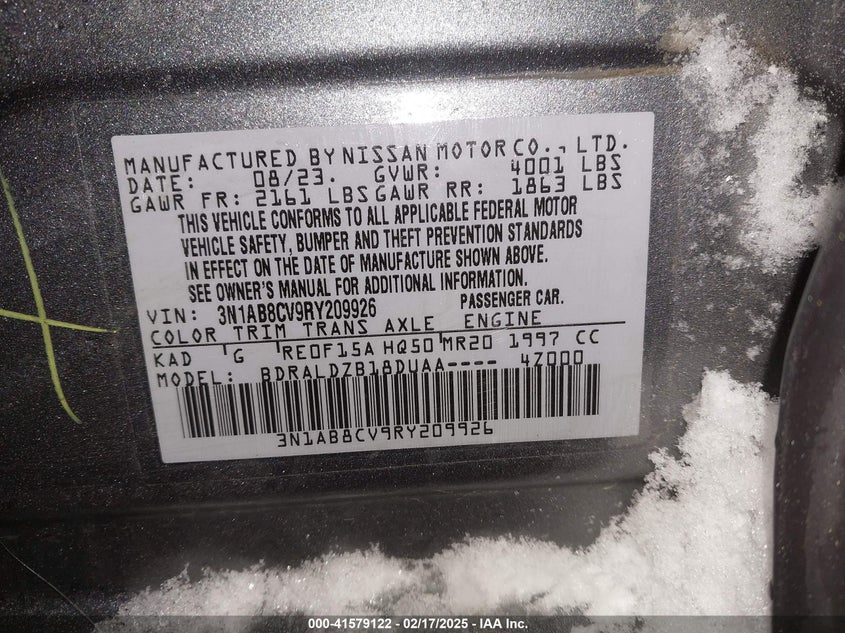 MANUFACTURED BY NISSAN MOTOR CO., LTD.
DATE: 08/23. GVWR: 4001 LBS
GAWR FR: 2161 LBS GAWR RR: 1863 LBS
THIS VEHICLE CONFORMS TO ALL APPLICABLE FEDERAL MOTOR
VEHICLE SAFETY, BUMPER AND THEFT PREVENTION STANDARDS
IN EFFECT ON THE DATE OF MANUFACTURE SHOWN ABOVE.
SEE OWNER'S MANUAL FOR ADDITIONAL INFORMATION.
VIN: 3N1AB8CV9RY209926 PASSENGER CAR.
COLOR TRIM TRANS AXLE ENGINE
KAD G RE0F15A HQ50 MR20 1997 CC
MODEL: BDRALDZB18DUAA---- 4Z000
3N1AB8CV9RY209926
000-41579122 - 02/17/2025 - IAA Inc.